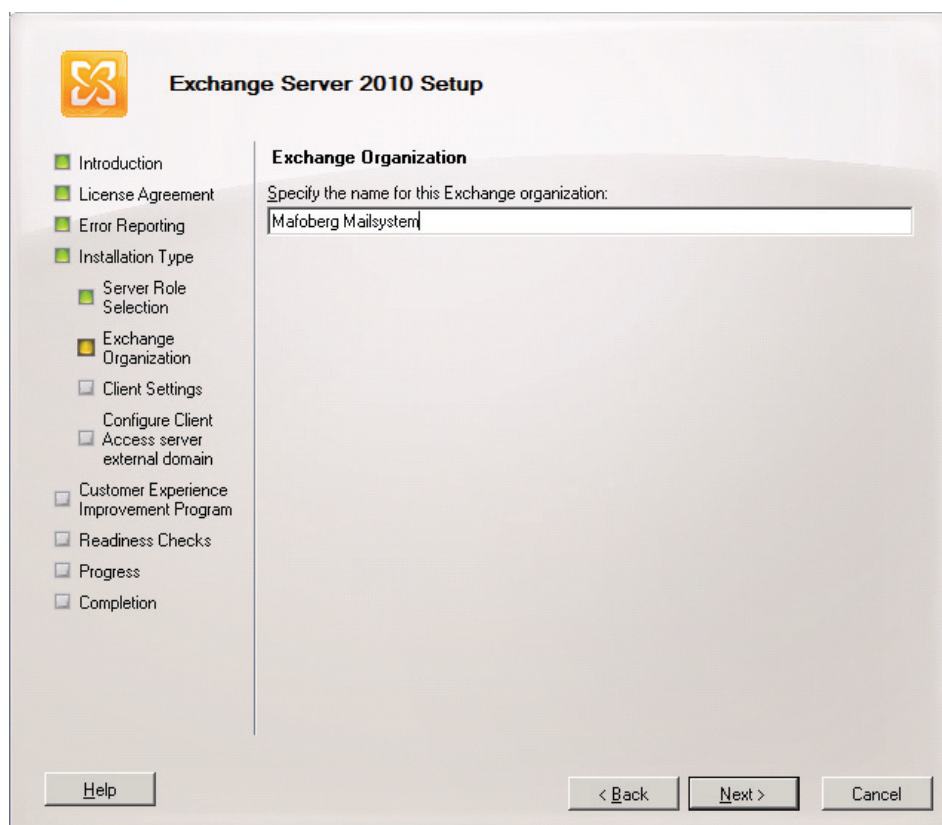 Exchange Server 2010 Setup
Introduction
License Agreement
Error Reporting
Installation Type
Server Role
Selection
Exchange
Organization
Client Settings
Configure Client
Access server
external domain
Customer Experience
Improvement Program
Readiness Checks
Progress
Completion
Exchange Organization
Specify the name for this Exchange organization:
Mafoberg Mailsystem
Help
< Back
Next >
Cancel